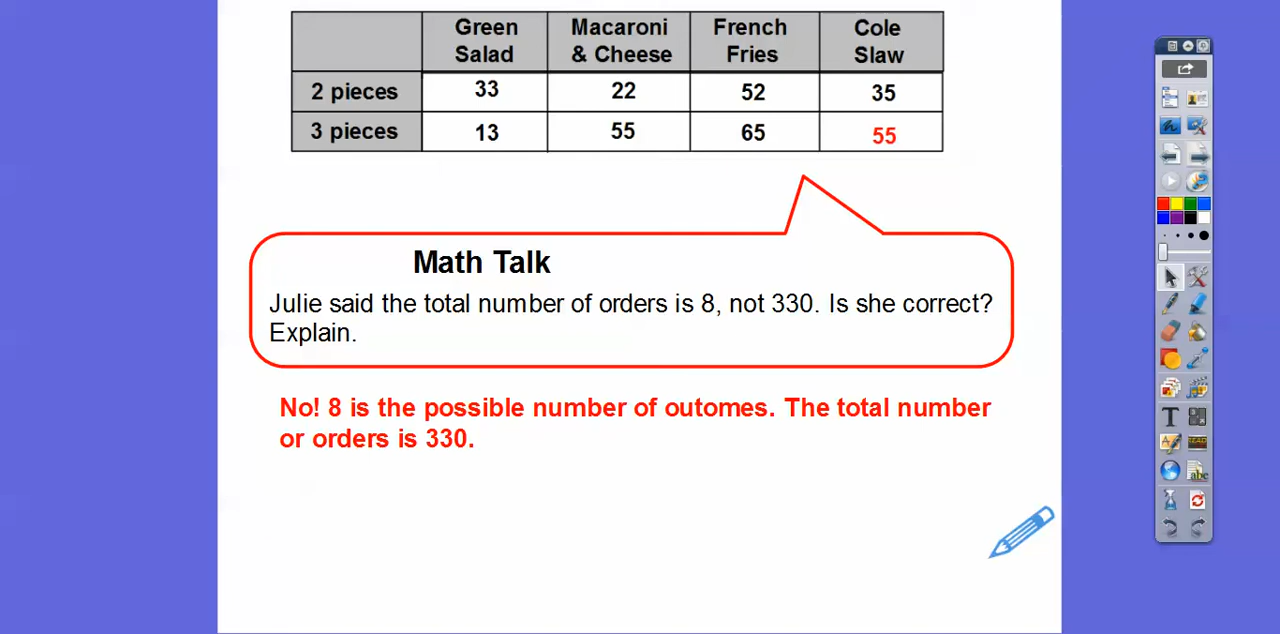 Green Macaroni French Cole
Salad & Cheese Fries Slaw
2 pieces 33 22 52 35
3 pieces 13 55 65 55
Math Talk
Julie said the total number of orders is 8, not 330. Is she correct?
Explain.
No! 8 is the possible number of outomes. The total number
or orders is 330.
T
abc